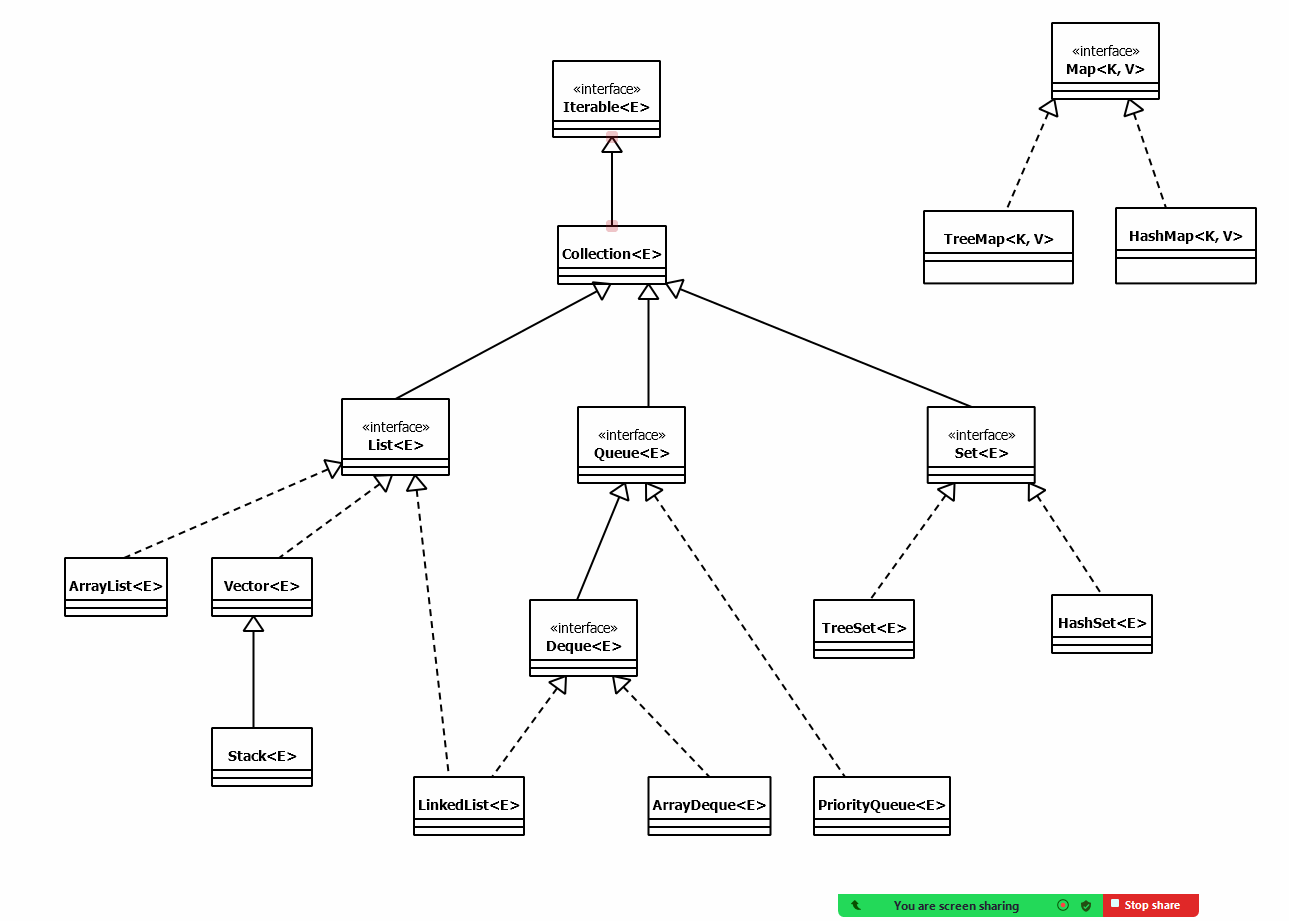 «interface»
Map<K, V>
«interface»
Iterable<E>
TreeMap<K, V>
HashMap<K, V>
Collection<E>
«interface»
List<E>
«interface»
Queue<E>
«interface»
Set<E>
ArrayList<E>
Vector<E>
«interface»
Deque<E>
TreeSet<E>
HashSet<E>
Stack<E>
LinkedList<E>
ArrayDeque<E>
PriorityQueue<E>
You are screen sharing
Stop share